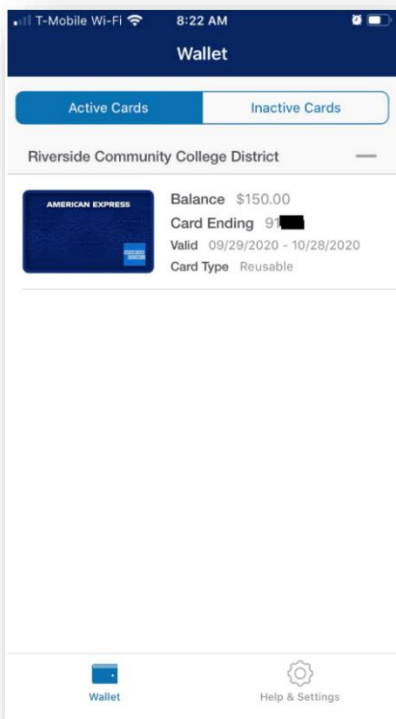 T-Mobile Wi-Fi 8:22 AM
Wallet
Active Cards Inactive Cards
Riverside Community College District
AMERICAN EXPRESS
Balance $150.00
Card Ending 91
Valid 09/29/2020 - 10/28/2020
Card Type Reusable
Wallet Help & Settings